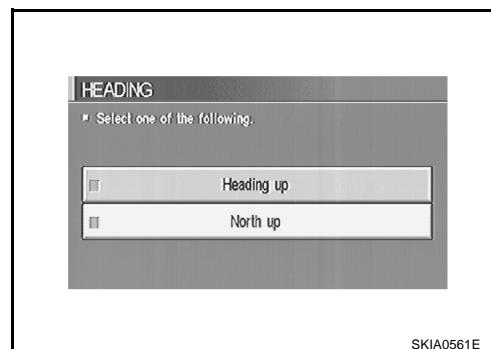 HEADING
Select one of the following.
Heading up
North up
SKIA0561E